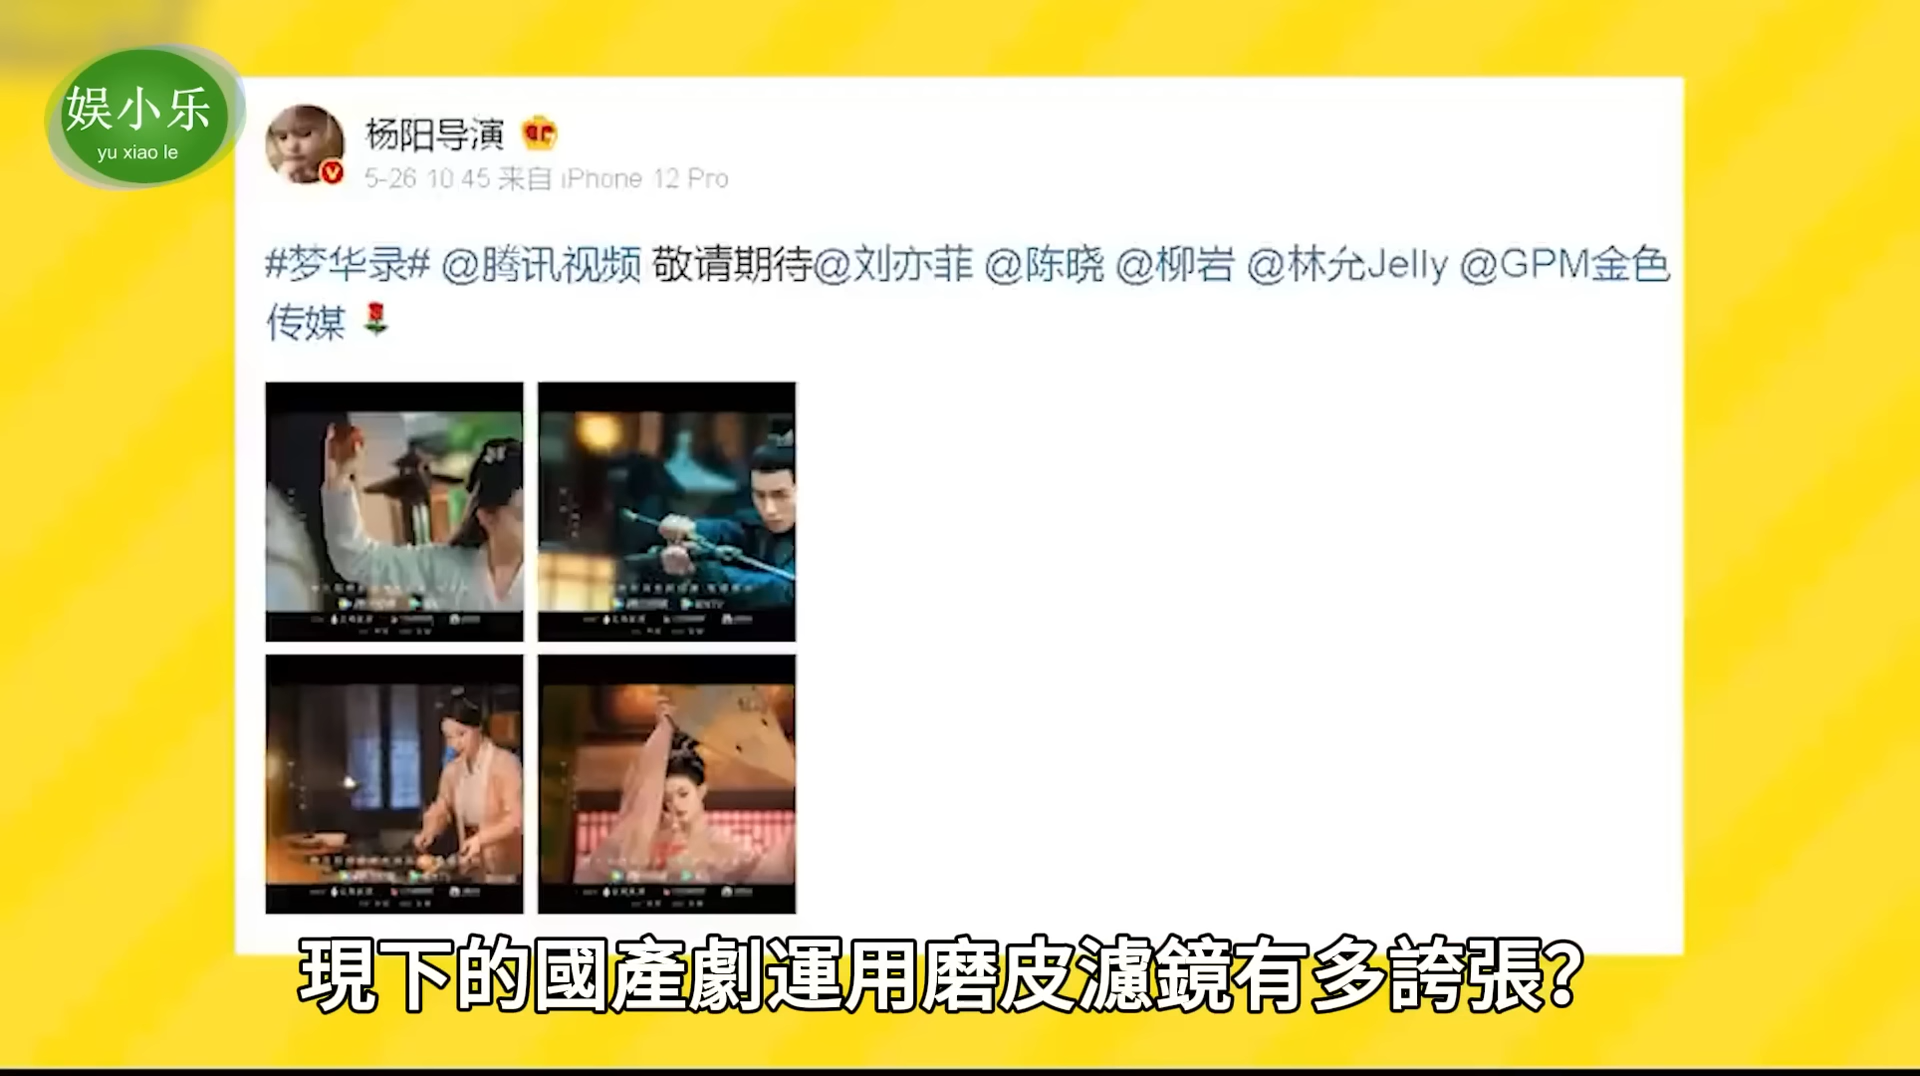 娱小乐
yu xiao le
杨阳导演
5-26 10 45 来自 iPhone 12 Pro
#梦华录# @腾讯视频 敬请期待@刘亦菲 @陈晓 @柳岩 @林允Jelly @GPM金色
传媒
現下的國產劇運用磨皮濾鏡有多誇張?